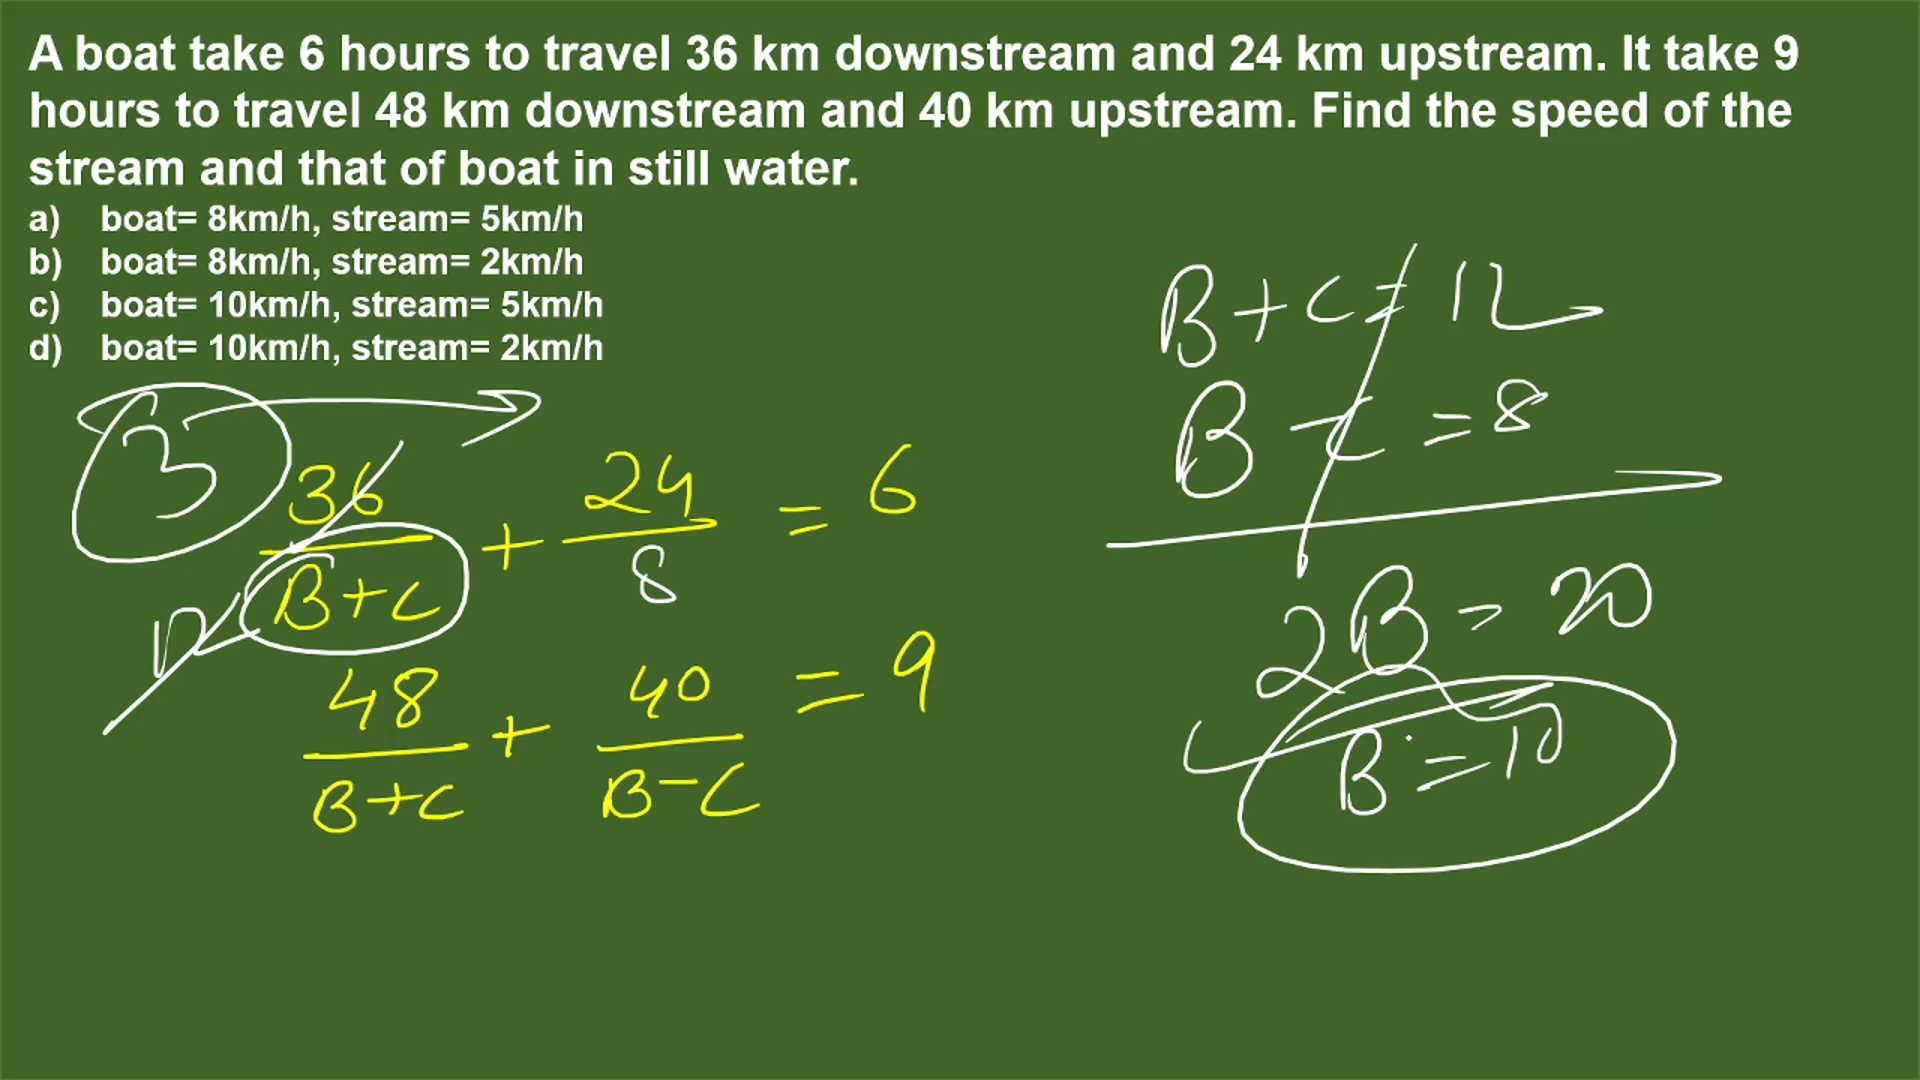 A boat take 6 hours to travel 36 km downstream and 24 km upstream. It take 9
hours to travel 48 km downstream and 40 km upstream. Find the speed of the
stream and that of boat in still water.
a) boat= 8km/h, stream= 5km/h
b) boat= 8km/h, stream= 2km/h
c) boat= 10km/h, stream= 5km/h
d) boat= 10km/h, stream= 2km/h
3
36/B+C + 24/8 = 6
12
48/B+C + 40/B-C = 9
B+C=12
B-C=8
2B=20
B=10